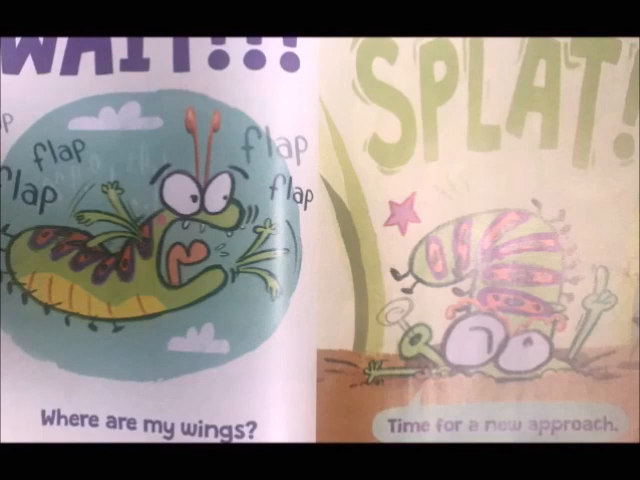 WAIT!!!
flap
flap
flap
flap
Where are my wings?
SPLAT!
Time for a new approach.